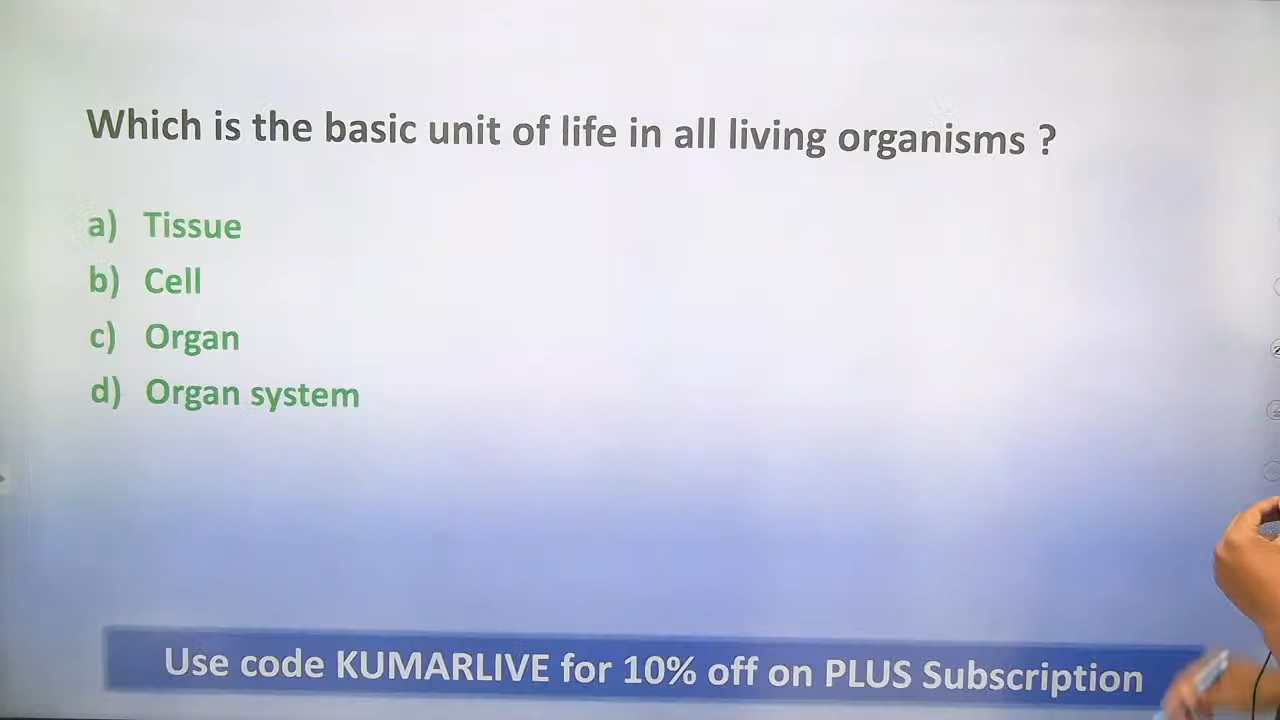 Which is the basic unit of life in all living organisms ?
a) Tissue
b) Cell
c) Organ
d) Organ system
Use code KUMARLIVE for 10% off on PLUS Subscription